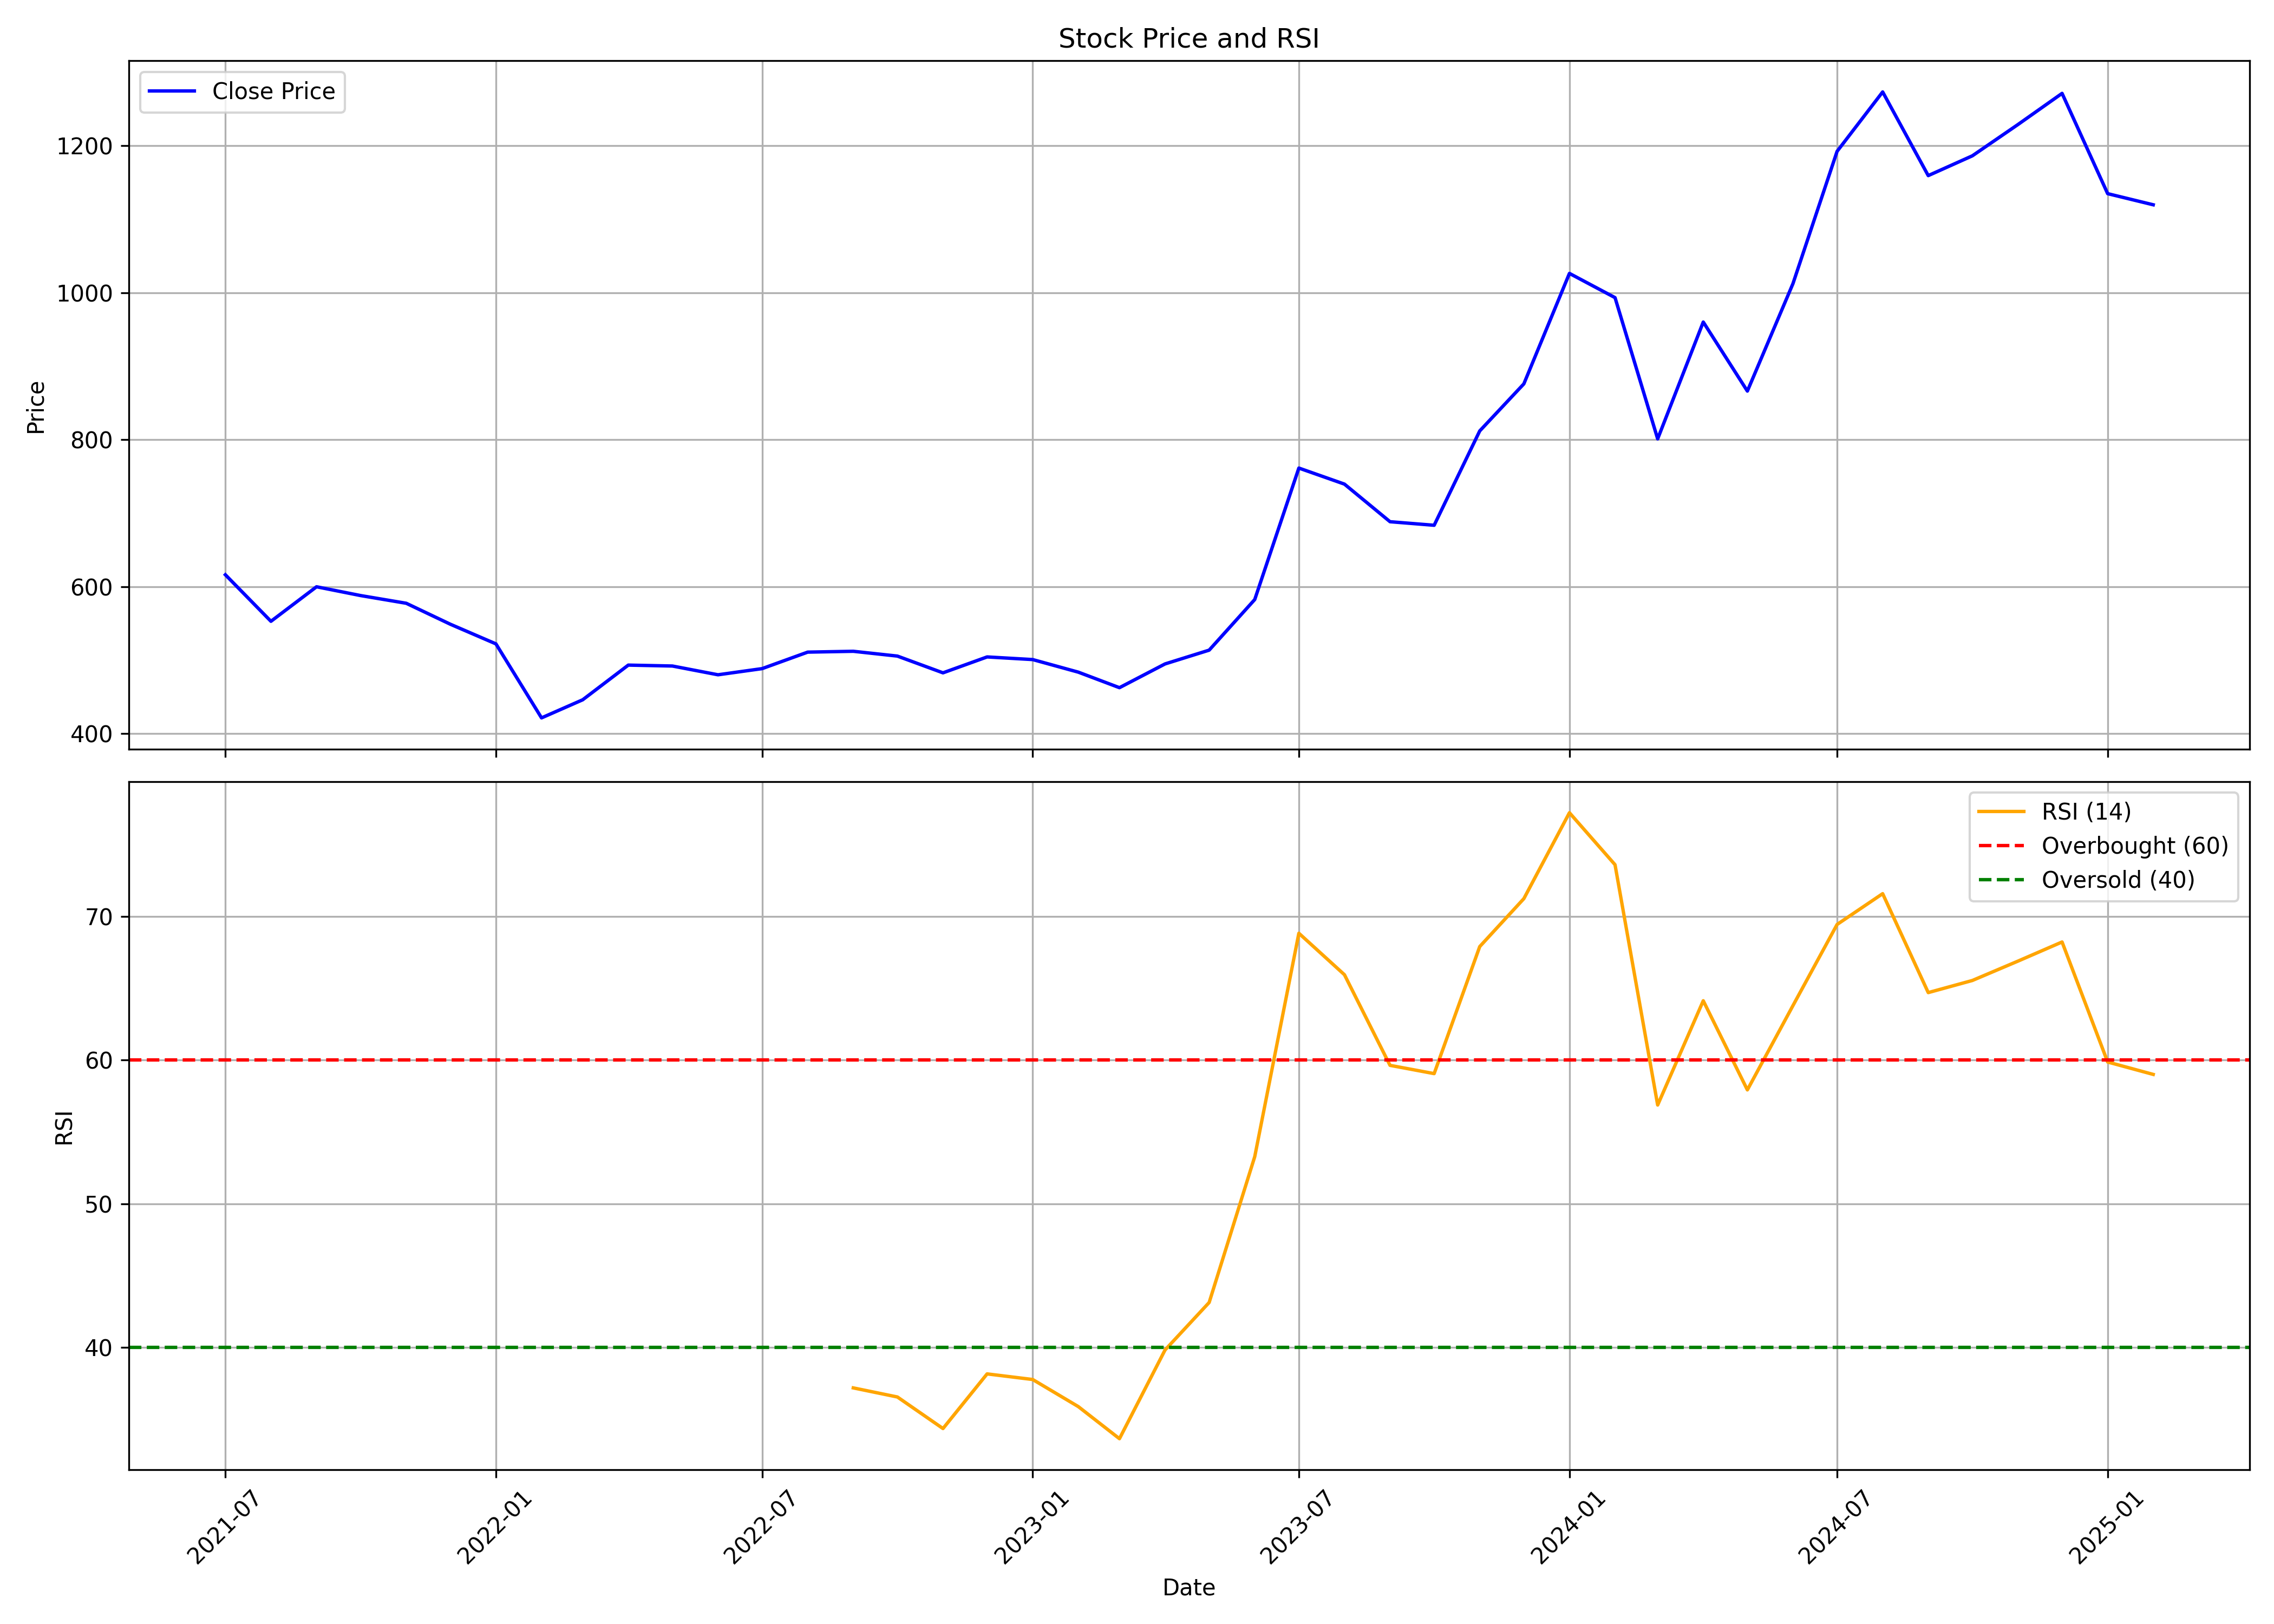 Stock Price and RSI
Close Price
Price
1200
1000
800
600
400
RSI (14)
Overbought (60)
Oversold (40)
RSI
70
60
50
40
2021-07
2022-01
2022-07
2023-01
2023-07
2024-01
2024-07
2025-01
Date